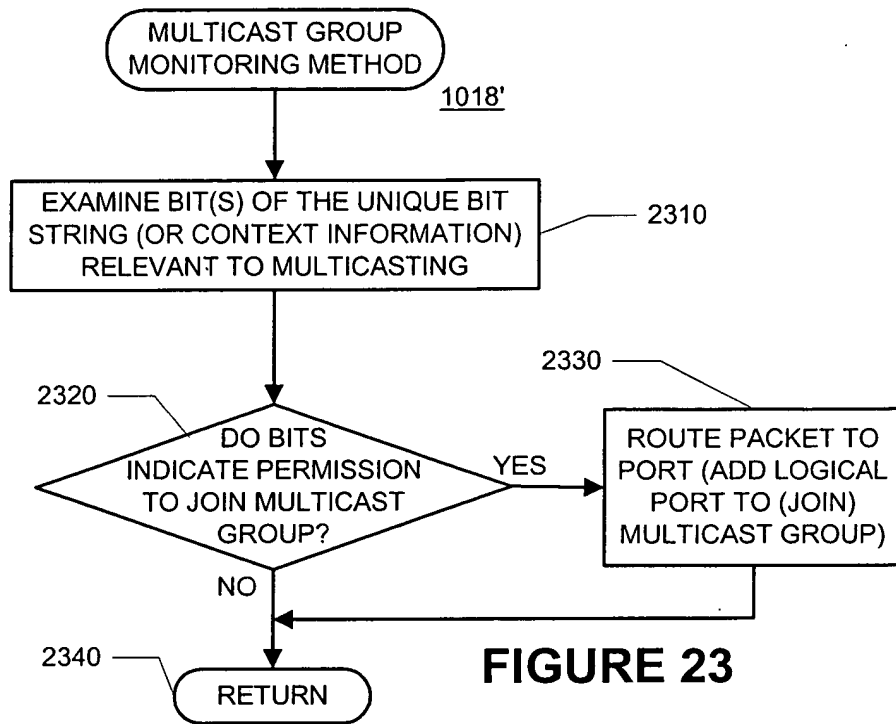 MULTICAST GROUP
MONITORING METHOD
1018'
EXAMINE BIT(S) OF THE UNIQUE BIT
STRING (OR CONTEXT INFORMATION)
RELEVANT TO MULTICASTING
2310
2320
DO BITS
INDICATE PERMISSION
TO JOIN MULTICAST
GROUP?
YES
2330
ROUTE PACKET TO
PORT (ADD LOGICAL
PORT TO (JOIN)
MULTICAST GROUP)
NO
2340
RETURN
FIGURE 23